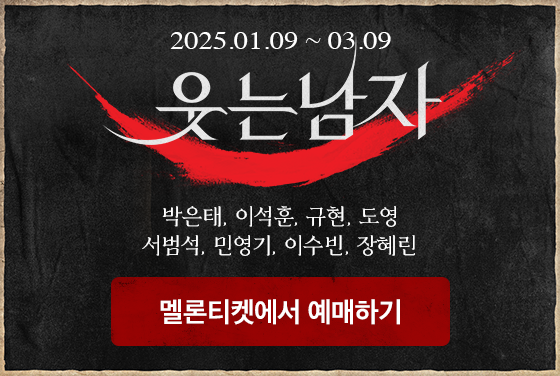 2025.01.09 ~ 03.09
웃는남자
박은태, 이석훈, 규현, 도영
서범석, 민영기, 이수빈, 장혜린
멜론티켓에서 예매하기